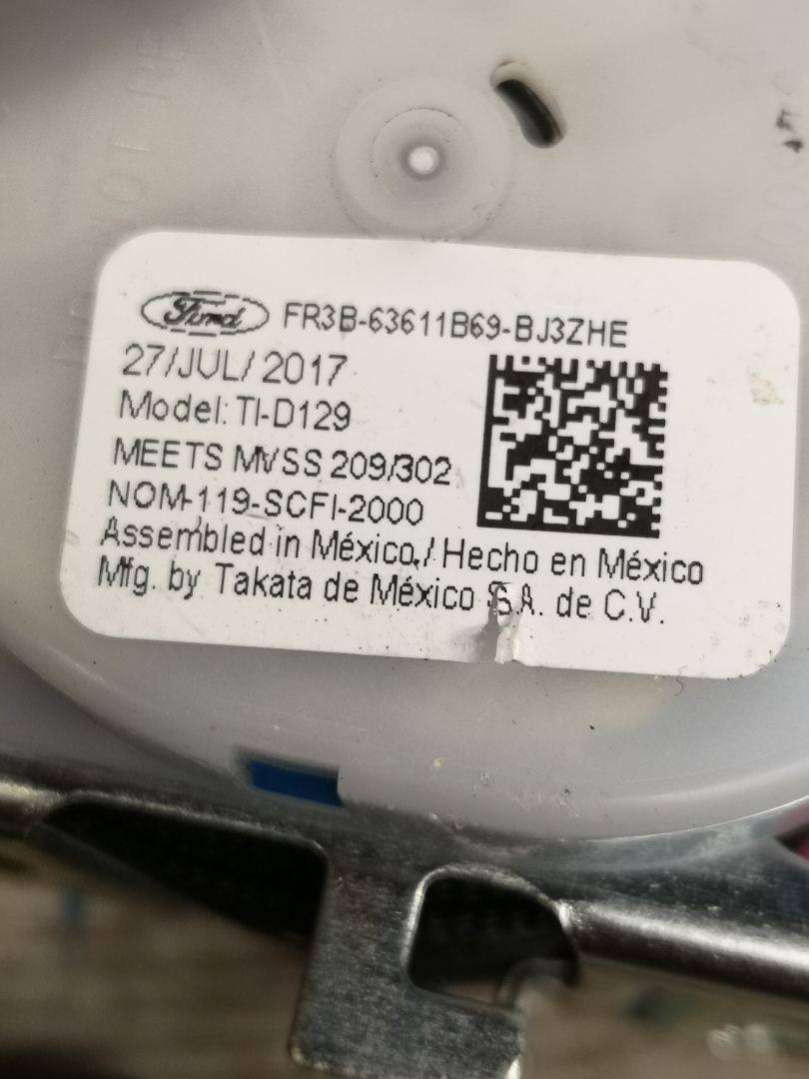 Ford FR3B-63611B69-BJ3ZHE
27/JUL/2017
Model: TI-D129
MEETS MVSS 209/302
NOM-119-SCFI-2000
Assembled in México./Hecho en México
Mfg. by Takata de México S.A. de C.V.